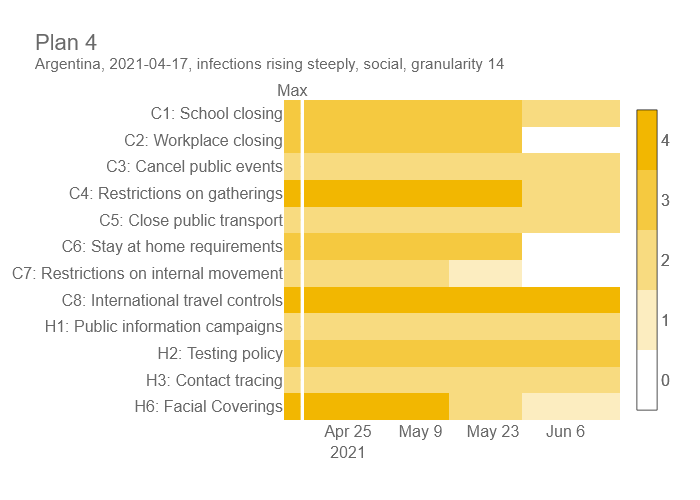 Plan 4
Argentina, 2021-04-17, infections rising steeply, social, granularity 14
Max
C1: School closing
C2: Workplace closing
C3: Cancel public events
C4: Restrictions on gatherings
C5: Close public transport
C6: Stay at home requirements
C7: Restrictions on internal movement
C8: International travel controls
H1: Public information campaigns
H2: Testing policy
H3: Contact tracing
H6: Facial Coverings
Apr 25 May 9 May 23 Jun 6
2021
4
3
2
1
0